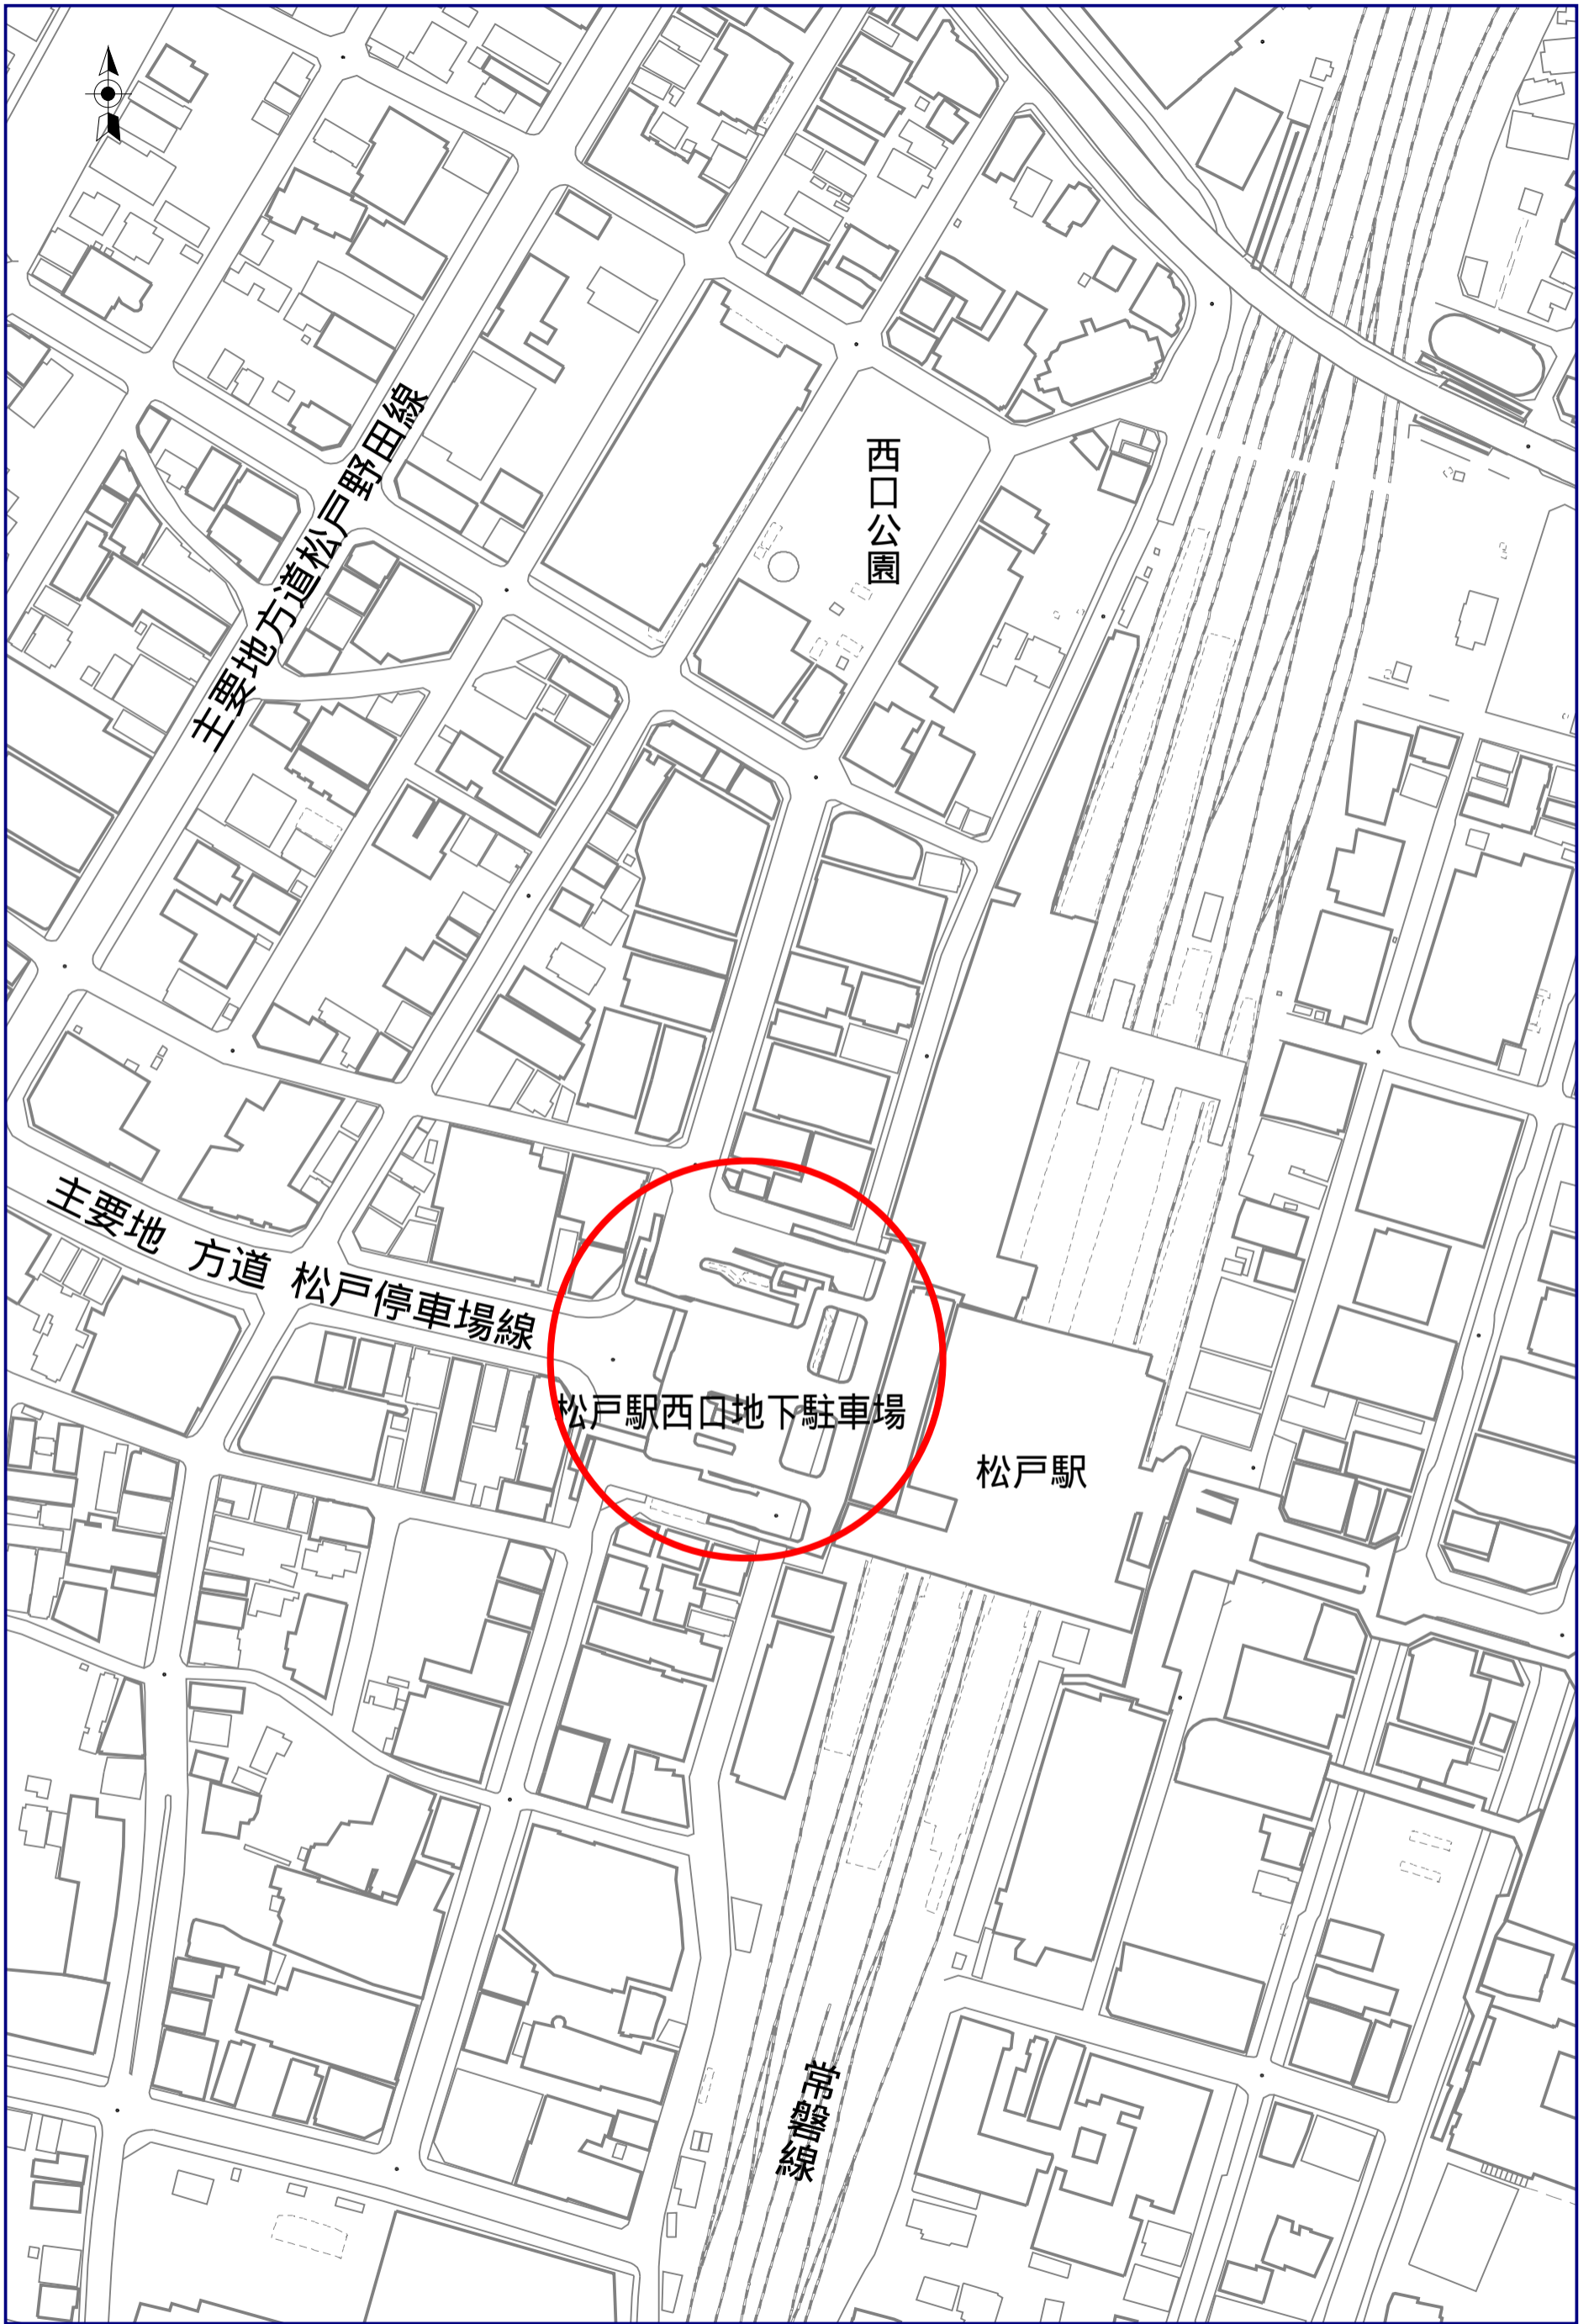 西口公園
主要地方道松戸野田線
主要地 方道 松戸停車場線
松戸駅西口地下駐車場
松戸駅
常磐線